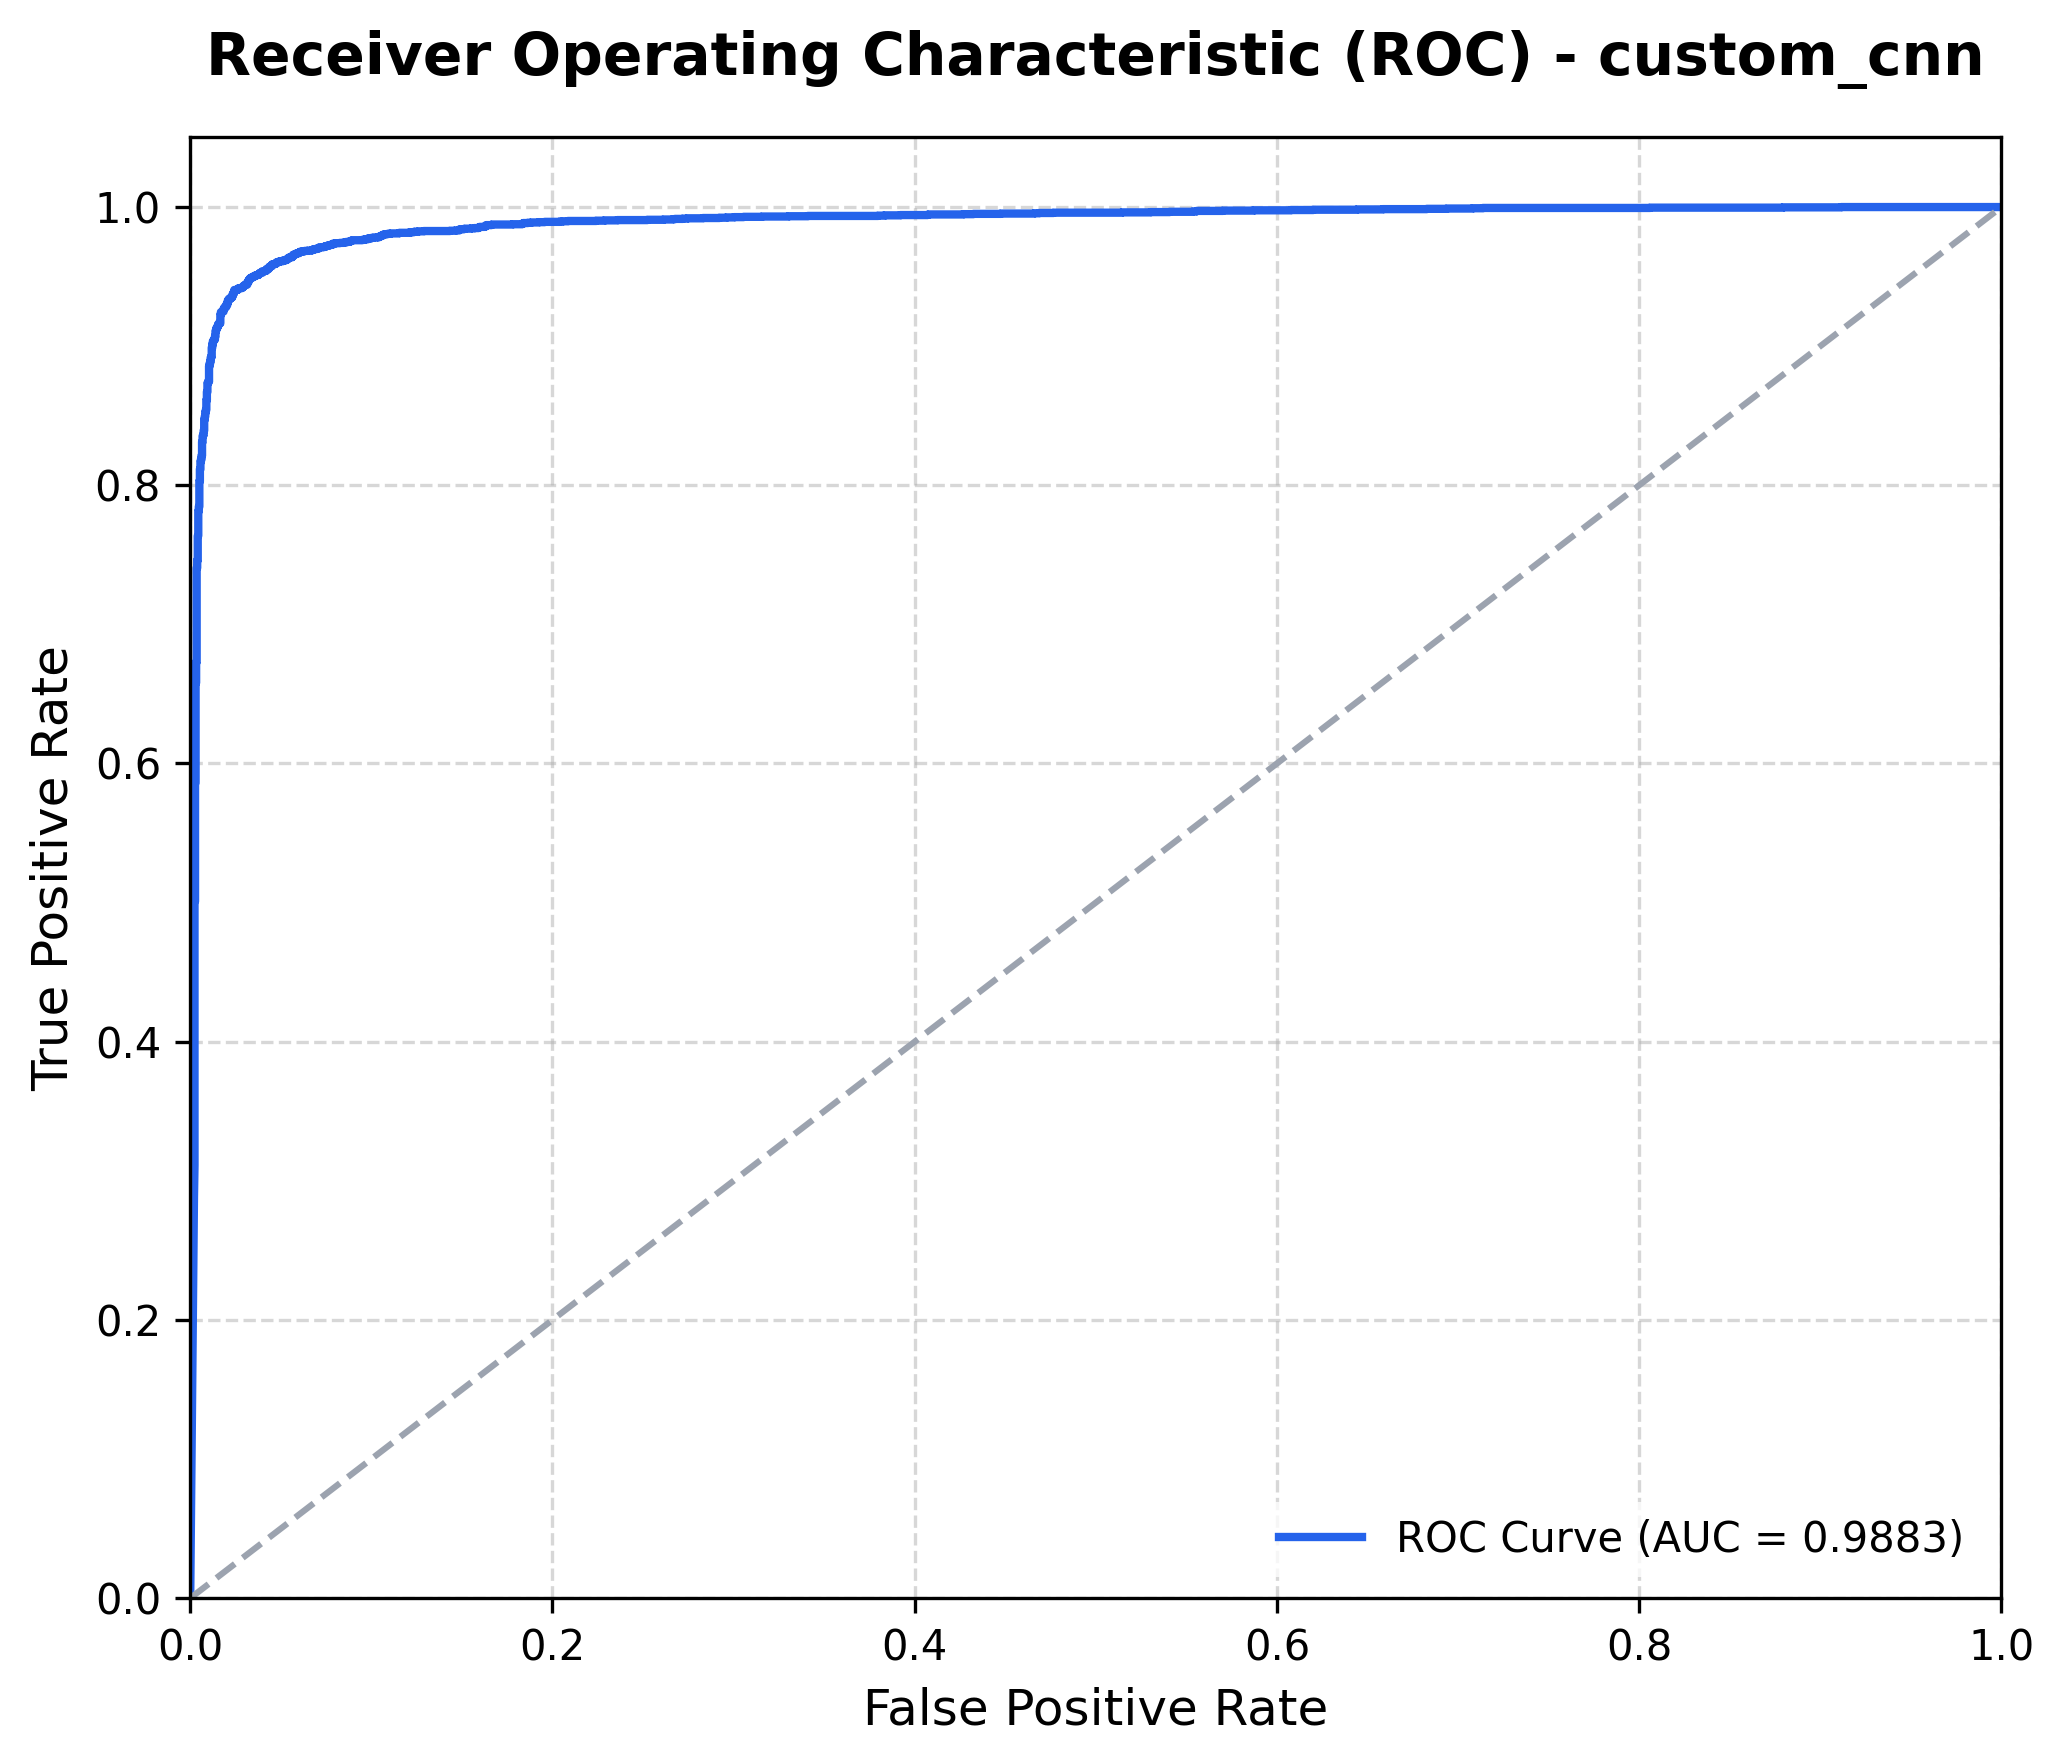 Receiver Operating Characteristic (ROC) - custom_cnn
1.0
0.8
0.6
0.4
0.2
0.0
True Positive Rate
ROC Curve (AUC = 0.9883)
0.0 0.2 0.4 0.6 0.8 1.0
False Positive Rate